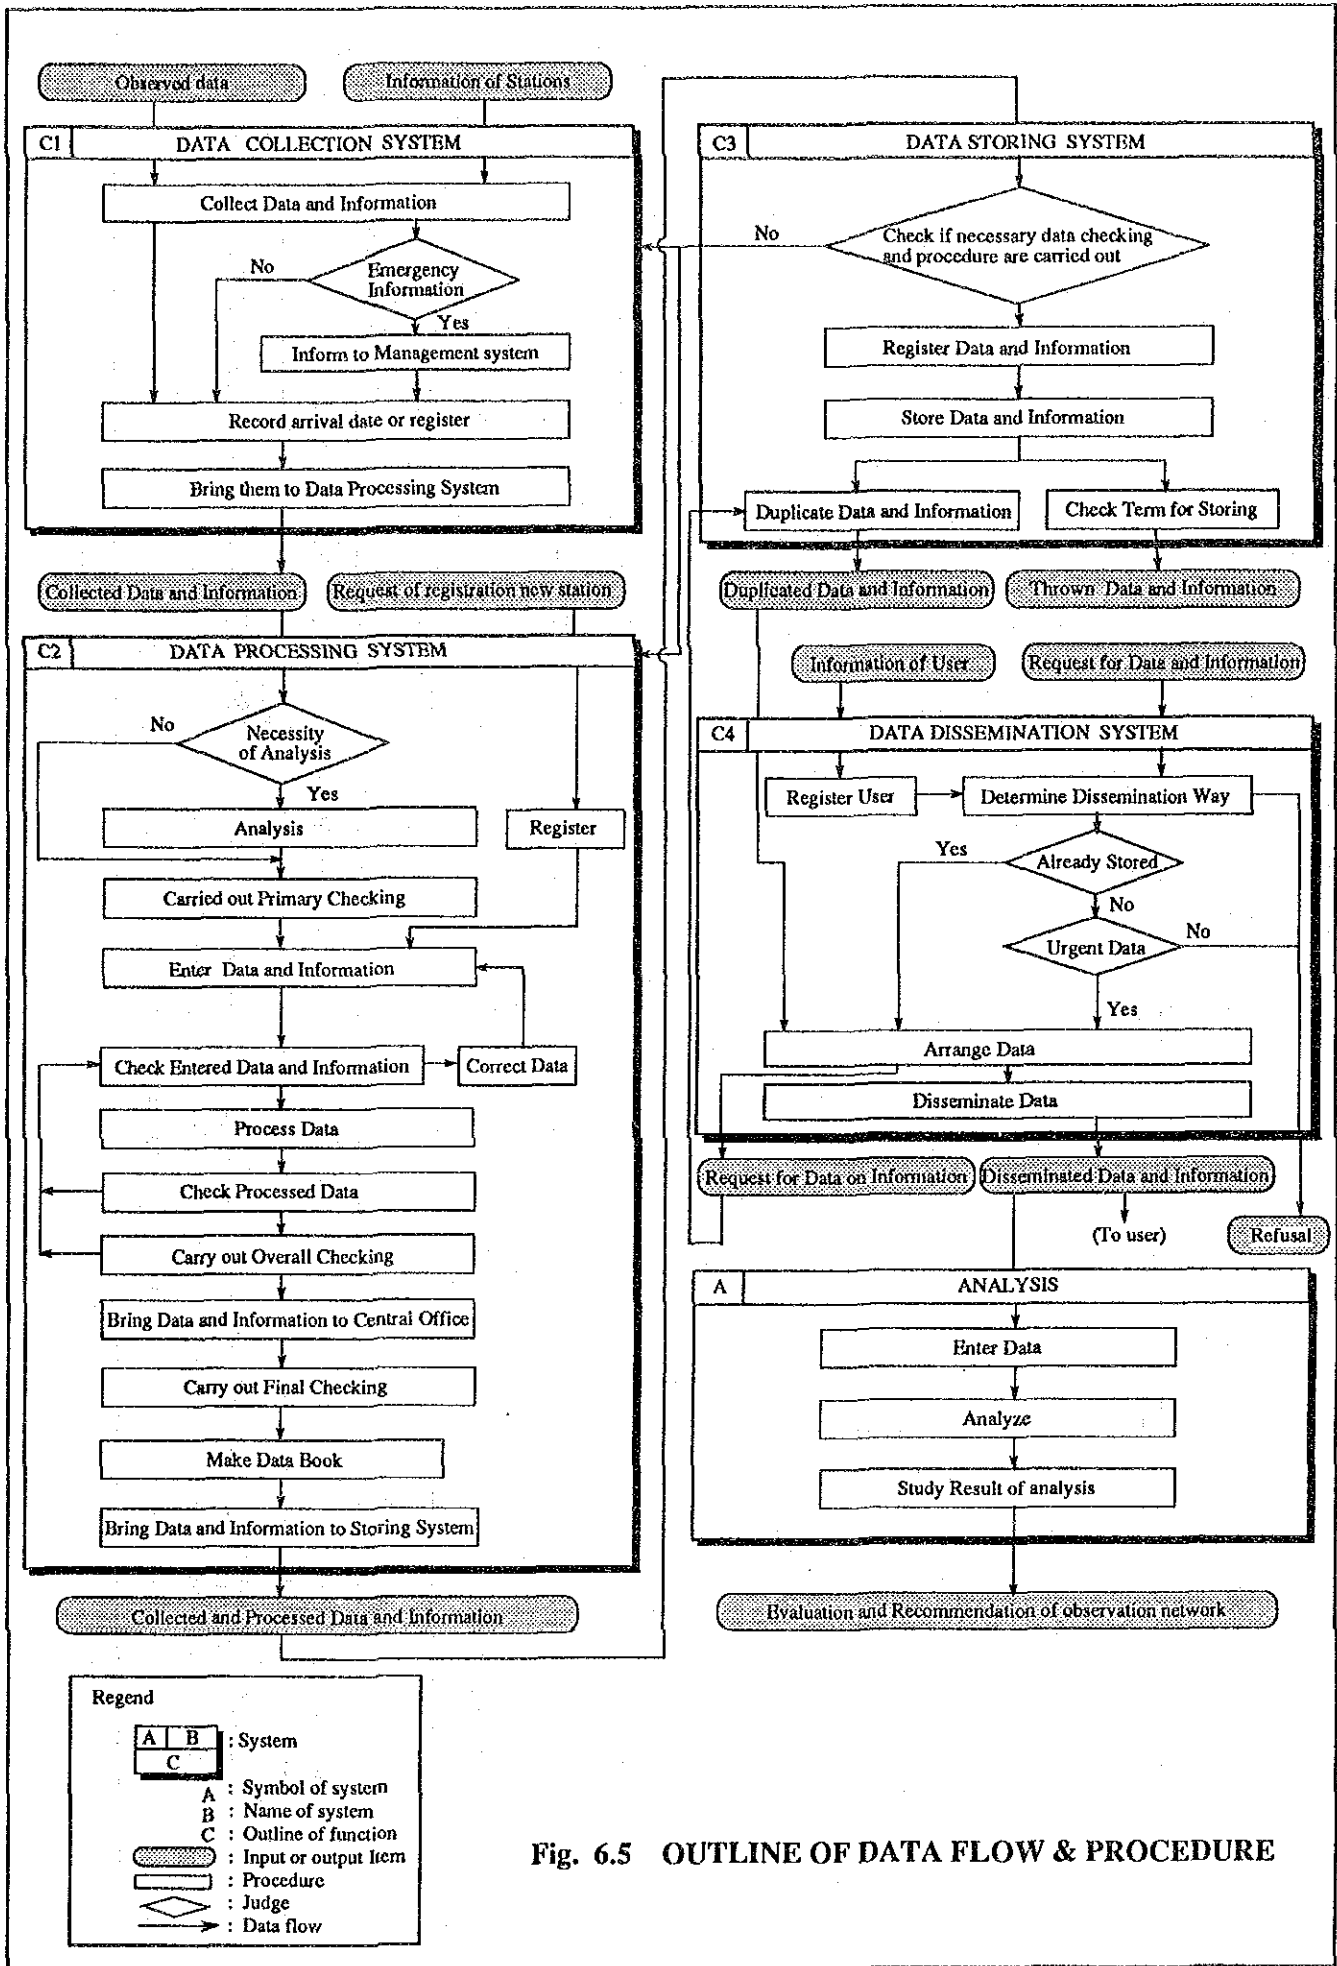 Observed data
Information of Stations
C1
DATA COLLECTION SYSTEM
Collect Data and Information
No
Emergency
Information
Yes
Inform to Management system
Record arrival date or register
Bring them to Data Processing System
Collected Data and Information
Request of registration new station
C2
DATA PROCESSING SYSTEM
No
Necessity
of Analysis
Yes
Analysis
Register
Carried out Primary Checking
Enter Data and Information
Check Entered Data and Information
Correct Data
Process Data
Check Processed Data
Carry out Overall Checking
Bring Data and Information to Central Office
Carry out Final Checking
Make Data Book
Bring Data and Information to Storing System
Collected and Processed Data and Information
C3
DATA STORING SYSTEM
No
Check if necessary data checking
and procedure are carried out
Register Data and Information
Store Data and Information
Duplicate Data and Information
Check Term for Storing
Duplicated Data and Information
Thrown Data and Information
Information of User
Request for Data and Information
C4
DATA DISSEMINATION SYSTEM
Register User
Determine Dissemination Way
Yes
Already Stored
No
Urgent Data
No
Yes
Arrange Data
Disseminate Data
Request for Data on Information
Disseminated Data and Information
(To user)
Refusal
A
ANALYSIS
Enter Data
Analyze
Study Result of analysis
Evaluation and Recommendation of observation network
Regend
A B : System
C
A : Symbol of system
B : Name of system
C : Outline of function
: Input or output Item
: Procedure
: Judge
: Data flow
Fig. 6.5 OUTLINE OF DATA FLOW & PROCEDURE